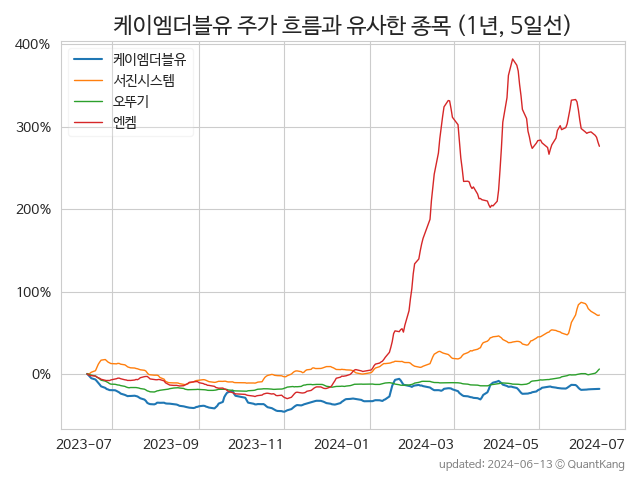 케이엠더블유 주가 흐름과 유사한 종목 (1년, 5일선)
400%
300%
200%
100%
0%
케이엠더블유
서진시스템
오뚜기
엔켐
2023-07
2023-09
2023-11
2024-01
2024-03
2024-05
2024-07
updated: 2024-06-13 ⓒ QuantKang